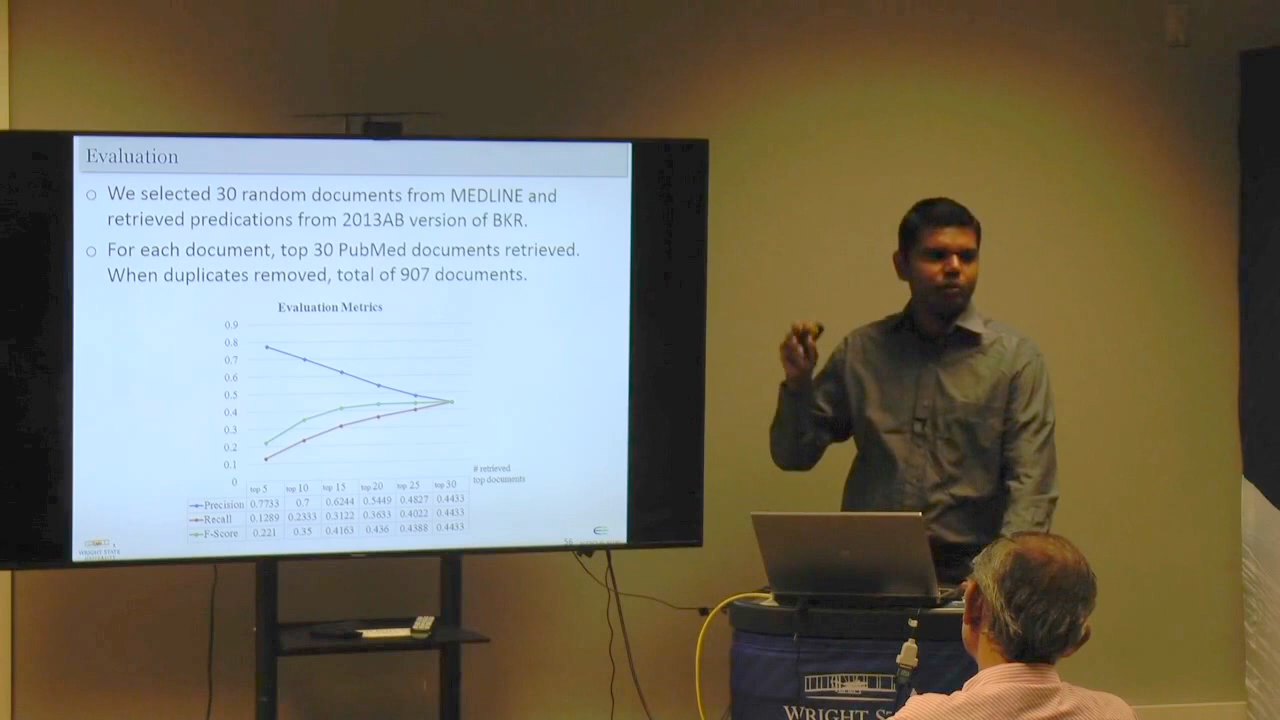 Evaluation
○ We selected 30 random documents from MEDLINE and
retrieved predications from 2013AB version of BKR.
○ For each document, top 30 PubMed documents retrieved.
When duplicates removed, total of 907 documents.
Evaluation Metrics
0.9
0.8
0.7
0.6
0.5
0.4
0.3
0.2
0.1
0
# retrieved
top documents
top 5 top 10 top 15 top 20 top 25 top 30
Precision 0.7733 0.7 0.6244 0.5449 0.4827 0.4433
Recall 0.1289 0.2333 0.3122 0.3633 0.4022 0.4433
F-Score 0.221 0.35 0.4163 0.436 0.4388 0.4433
WRIGHT STATE
UNIVERSITY
56
WRIGHT ST